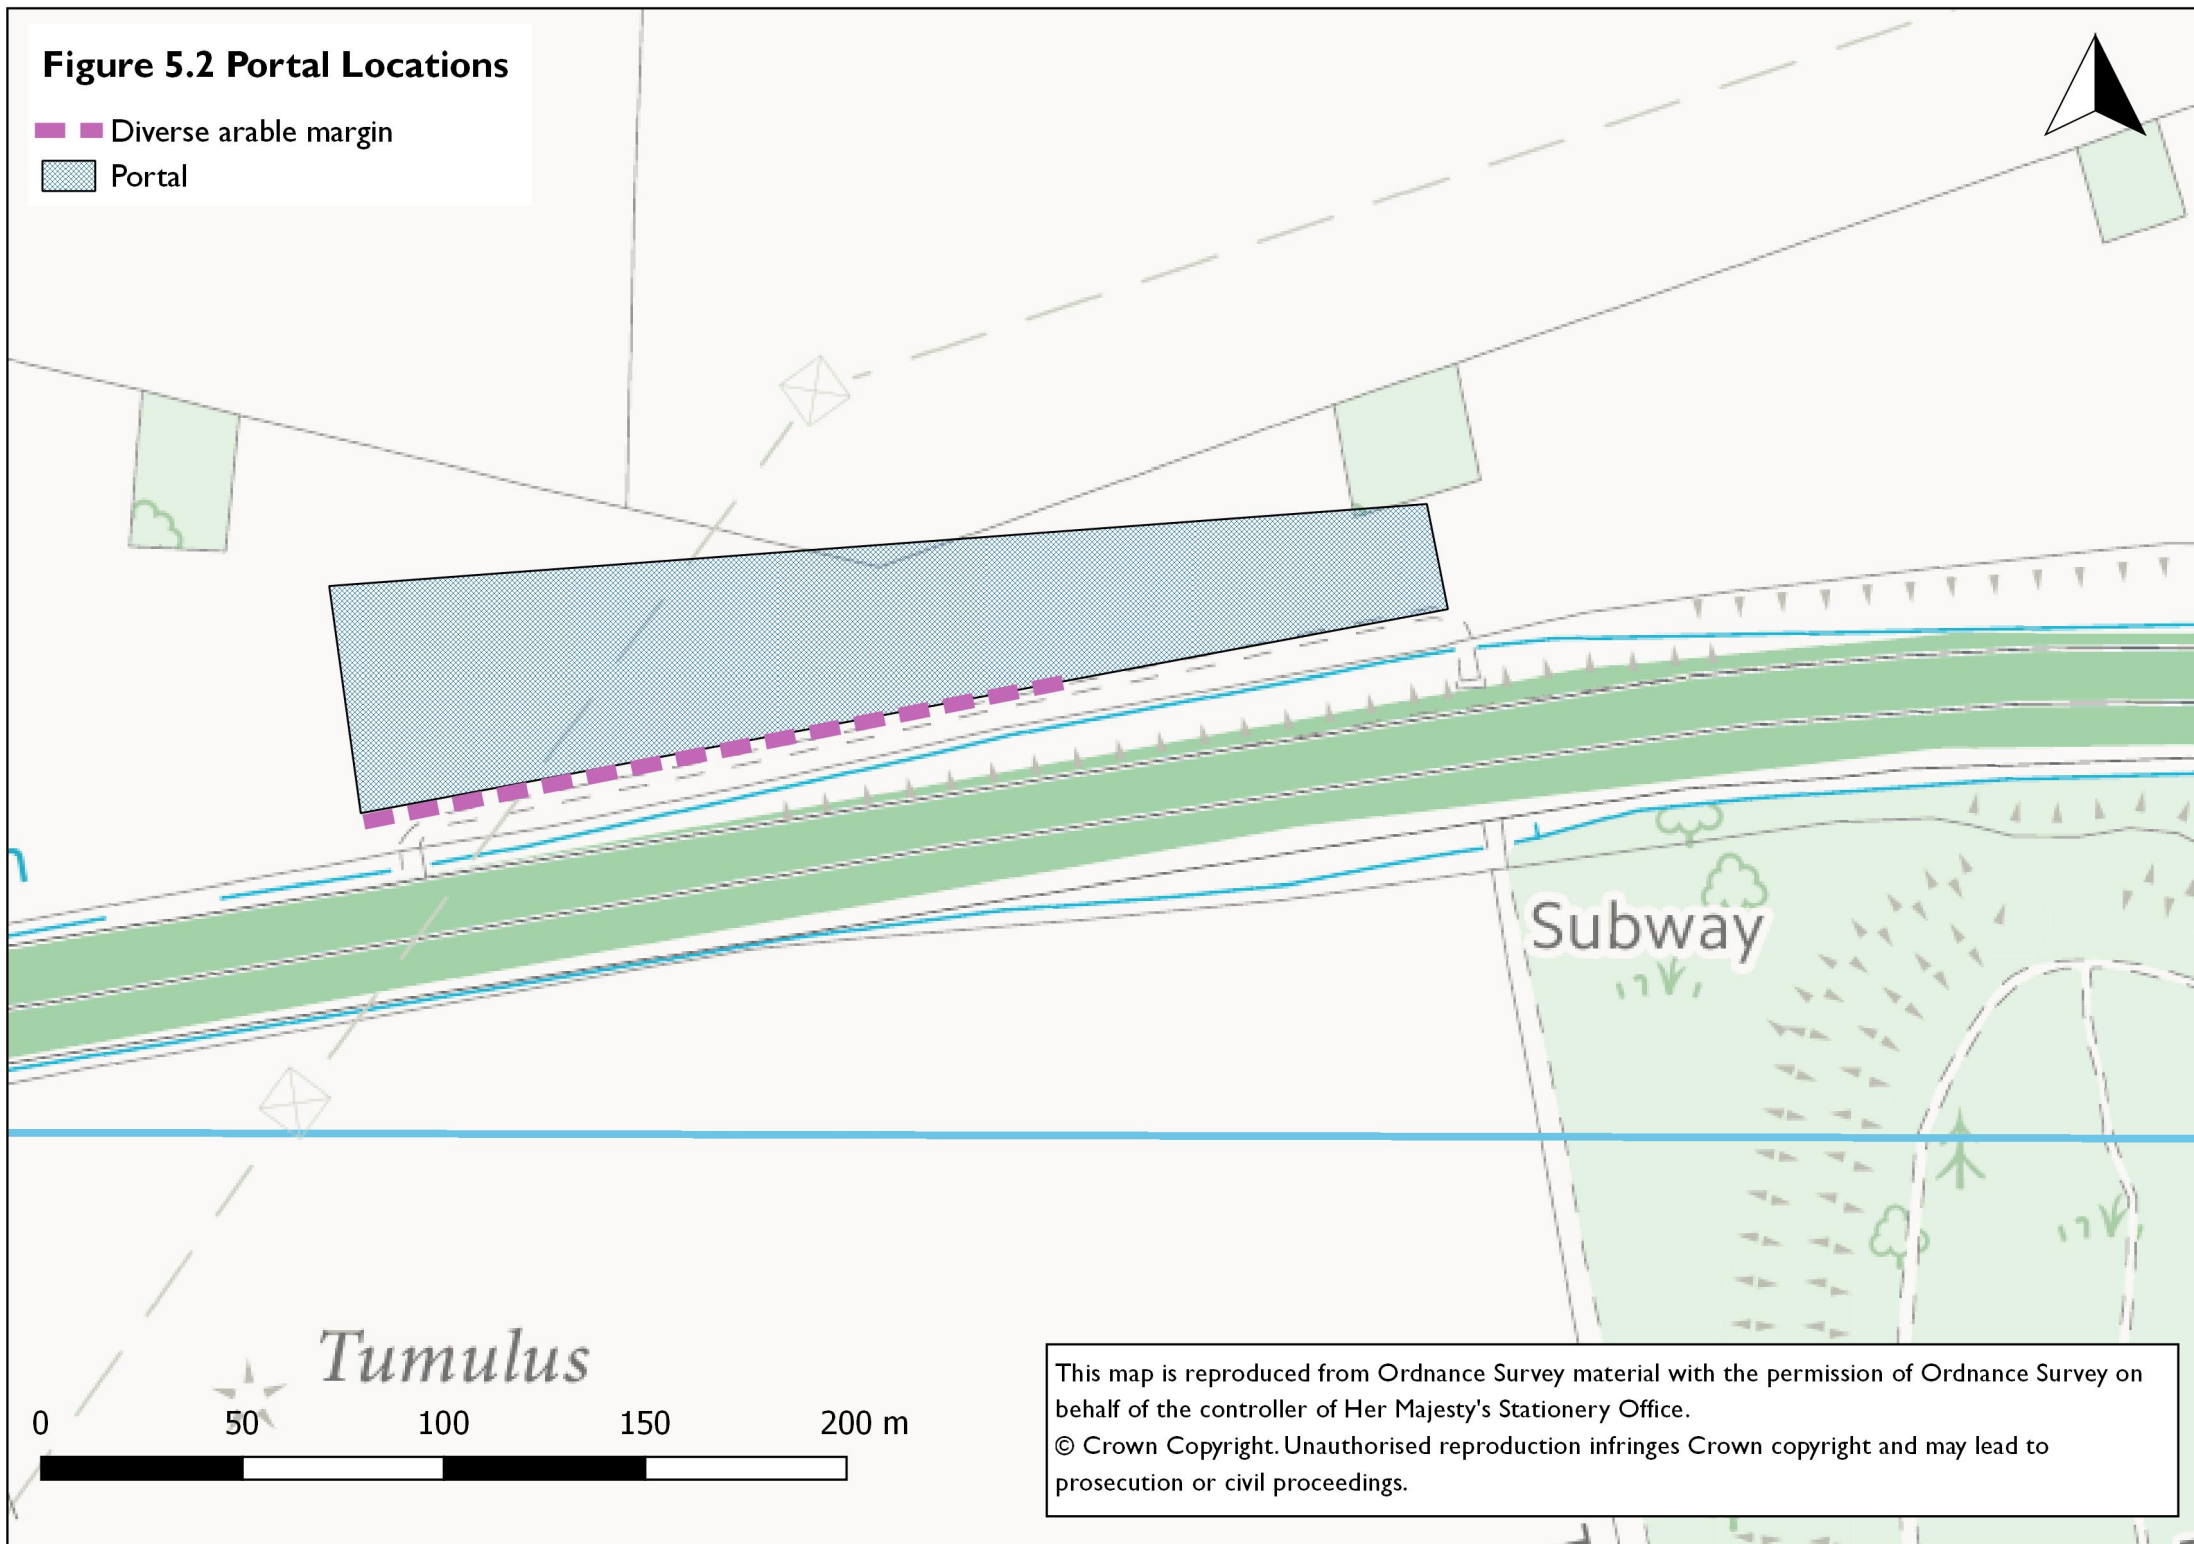 Figure 5.2 Portal Locations
Diverse arable margin
Portal
Subway
Tumulus
0 50 100 150 200 m
This map is reproduced from Ordnance Survey material with the permission of Ordnance Survey on
behalf of the controller of Her Majesty's Stationery Office.
© Crown Copyright. Unauthorised reproduction infringes Crown copyright and may lead to
prosecution or civil proceedings.